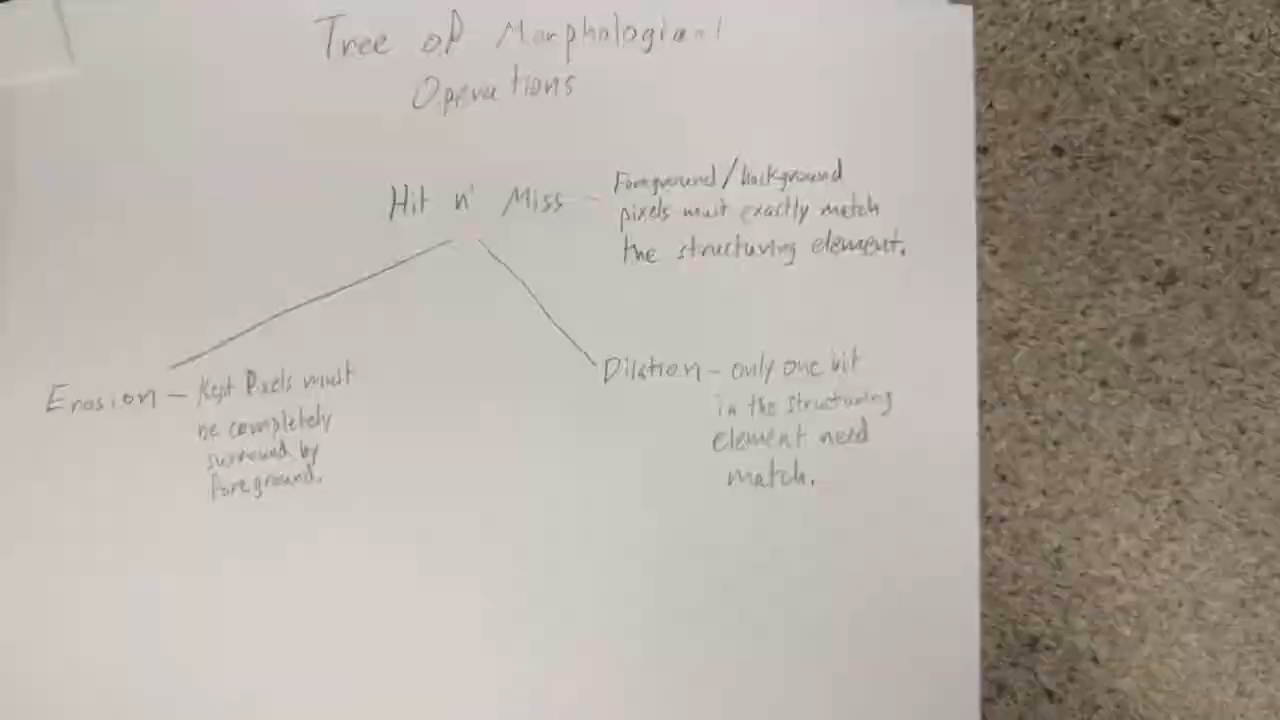 Tree of Morphological
Operations
Hit n' Miss - Foreground/background
pixels must exactly match
the structuring element.
Erosion - Kept Pixels must
be completely
surround by
foreground.
Dilation - only one bit
in the structuring
element need
match.